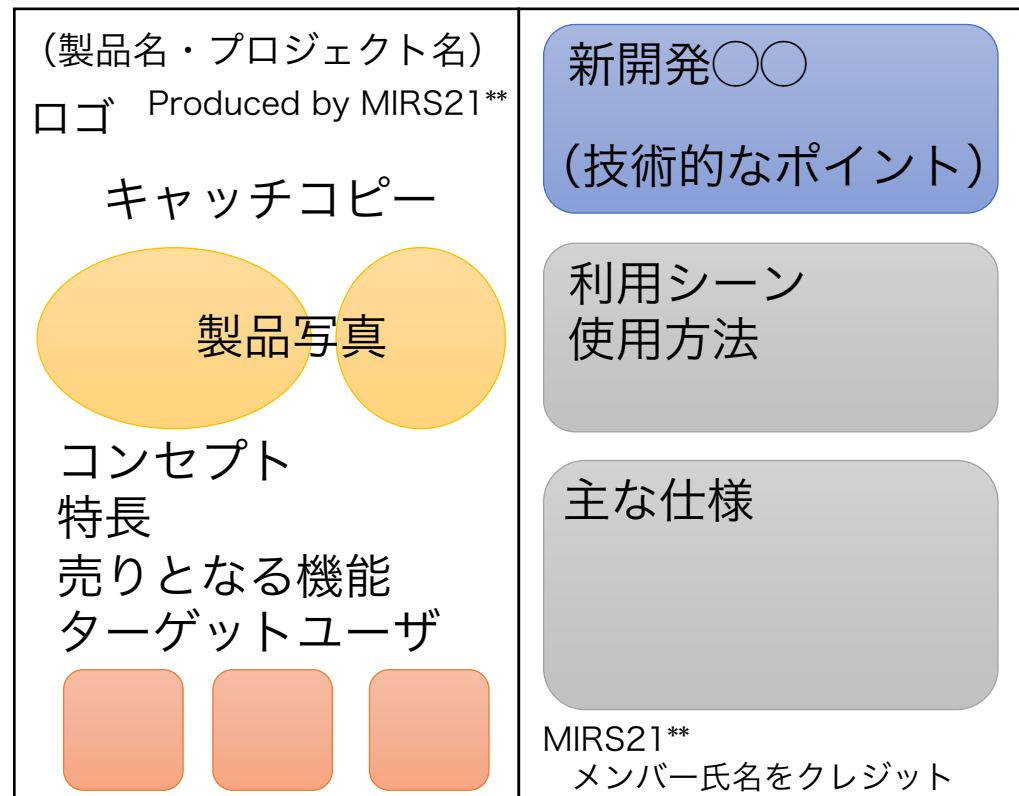 （製品名・プロジェクト名）
ロゴ Produced by MIRS21**
キャッチコピー
製品写真
コンセプト
特長
売りとなる機能
ターゲットユーザ
新開発○○
（技術的なポイント）
利用シーン
使用方法
主な仕様
MIRS21**
メンバー氏名をクレジット